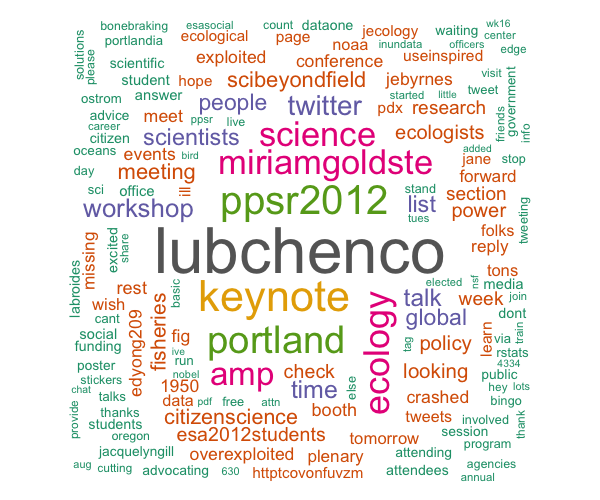 bonebraking esasocial count dataone wk16
solutions please portlandia ecological page noaa jecology waiting officers center
scientific exploited conference useinspired edge
student hope scibeyondfield jebyrnes visit
ostrom answer people twitter started little tweet
advice meet ppsr live pdx research friends government info
career citizen scientists science ecologists
oceans events bird miriamgoldste jane added stop
day meeting forward
sci office ill ppsr2012 list stand section
workshop tues power tweeting
excited share lubchenco folks
missing reply
labroides rest basic keynote elected nsf tons
wish talk week media join
cant global dont
social fisheries portland ecology tag learn via train
funding edyong209 fig policy rstats
ive run amp check 4334
poster nobel looking public
stickers 1950 time else hey lots
chat talks data pdf free attn booth crashed bingo
provide thanks citizenscience tweets involved thank
students esa2012students session
oregon tomorrow program
jacquelyngill overexploited plenary attending
aug cutting advocating 630 httptcovonfuvzm attendees agencies
annual